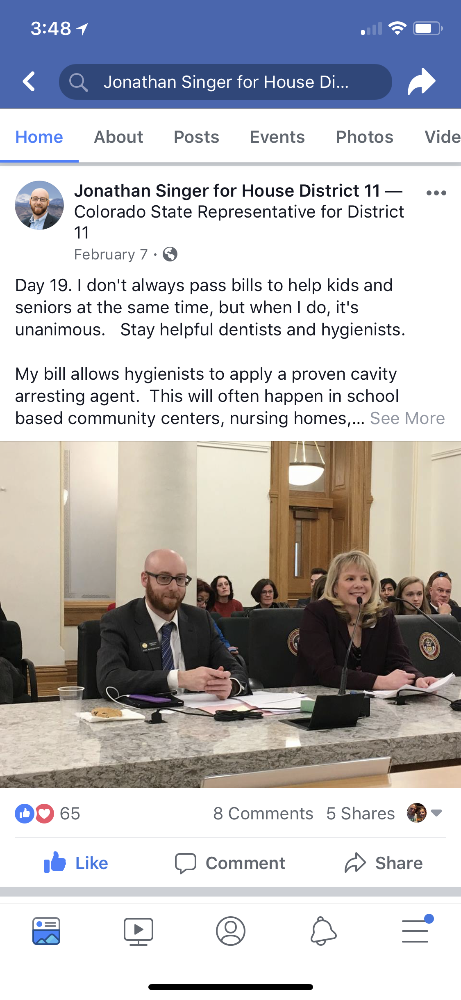 3:48
Jonathan Singer for House Di...
Home About Posts Events Photos Vide
Jonathan Singer for House District 11 —
Colorado State Representative for District
11
February 7 ·
Day 19. I don't always pass bills to help kids and
seniors at the same time, but when I do, it's
unanimous. Stay helpful dentists and hygienists.
My bill allows hygienists to apply a proven cavity
arresting agent. This will often happen in school
based community centers, nursing homes,... See More
65 8 Comments 5 Shares
Like Comment Share